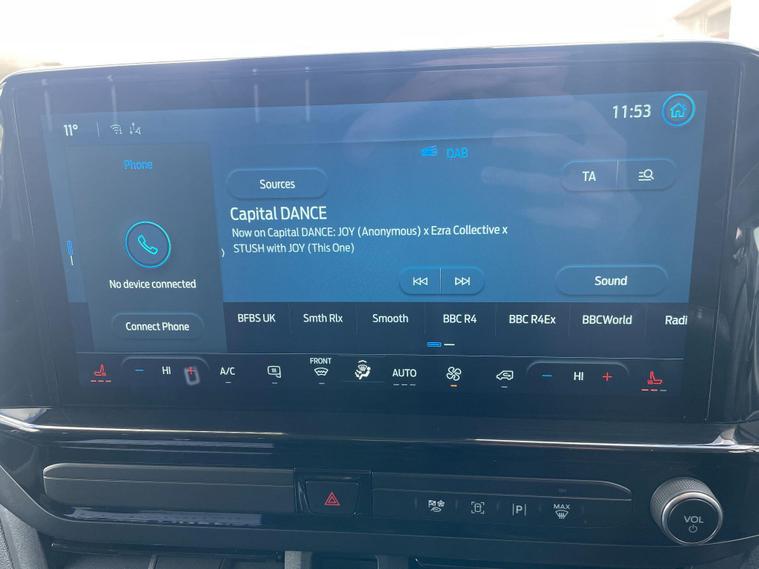 11°
11:53
Phone
DAB
Sources
TA
Capital DANCE
Now on Capital DANCE: JOY (Anonymous) x Ezra Collective x
STUSH with JOY (This One)
No device connected
Sound
Connect Phone
BFBS UK Smth Rlx Smooth BBC R4 BBC R4Ex BBCWorld Radi
HI A/C FRONT AUTO HI
P MAX
VOL